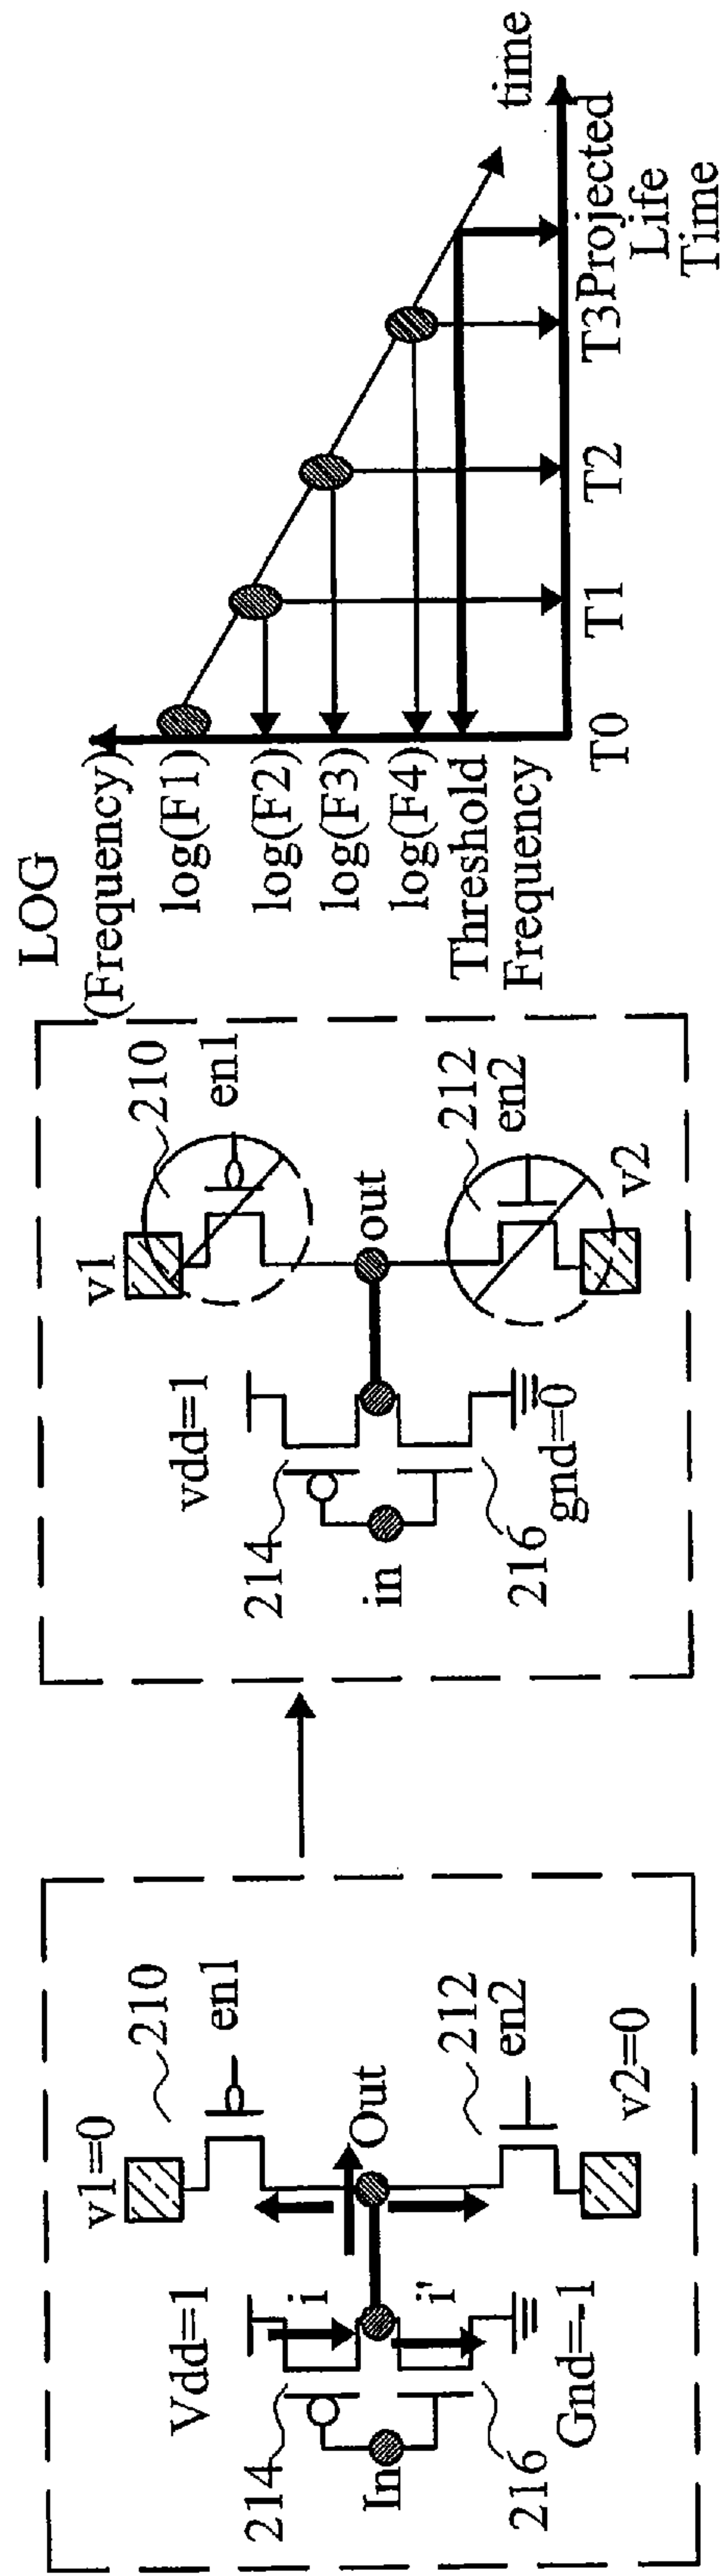 v1=0
210
en1
Vdd=1
i
214
In
Out
i'
216
Gnd=-1
212
en2
v2=0
v1
210
en1
vdd=1
214
in
out
216
gnd=0
212
en2
v2
LOG
(Frequency)
log(F1)
log(F2)
log(F3)
log(F4)
Threshold
Frequency
time
T0
T1
T2
T3
Projected
Life
Time